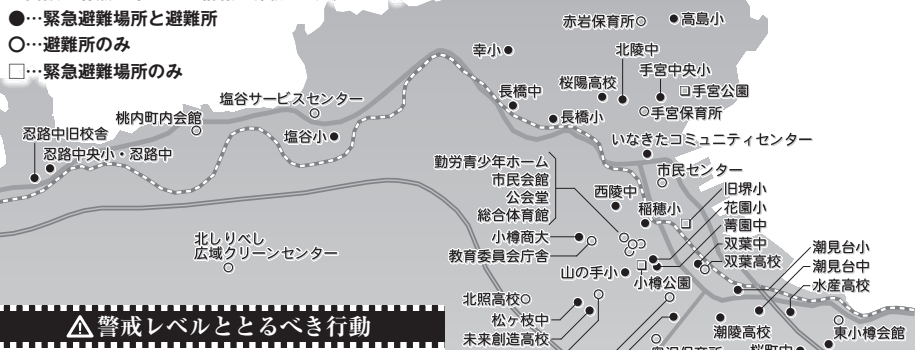 ●…緊急避難場所と避難所
○…避難所のみ
□…緊急避難場所のみ
赤岩保育所
高島小
幸小
北陵中
手宮中央小
桜陽高校
手宮公園
長橋中
手宮保育所
長橋小
塩谷サービスセンター
桃内町内会館
塩谷小
忍路中旧校舎
忍路中央小・忍路中
いなきたコミュニティセンター
勤労青少年ホーム
市民会館
公会堂
総合体育館
市民センター
西陵中
旧堺小
稲穂小
花園小
菁園中
小樽商大
双葉中
教育委員会庁舎
双葉高校
潮見台小
潮見台中
水産高校
北しりべし
広域クリーンセンター
山の手小
小樽公園
北照高校
松ヶ枝中
未来創造高校
潮陵高校
東小樽会館
桜町中
奥沢保育所
⚠警戒レベルととるべき行動